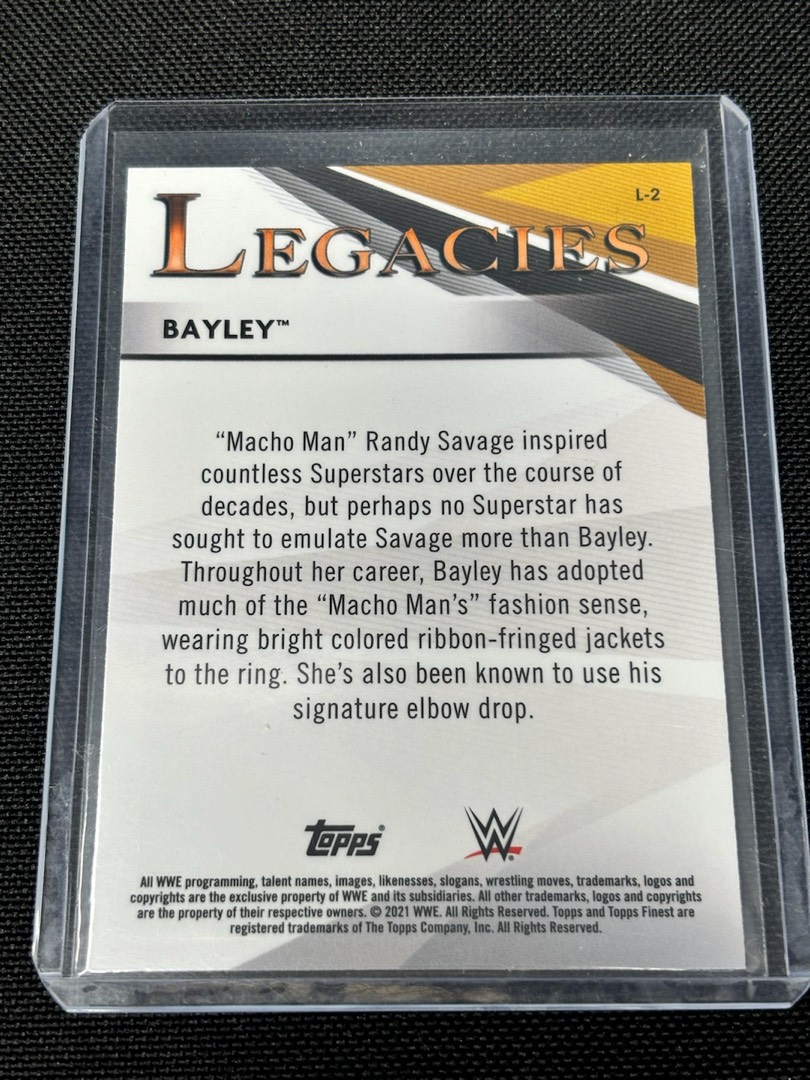 L-2
LEGACIES
BAYLEY™
“Macho Man” Randy Savage inspired
countless Superstars over the course of
decades, but perhaps no Superstar has
sought to emulate Savage more than Bayley.
Throughout her career, Bayley has adopted
much of the “Macho Man’s” fashion sense,
wearing bright colored ribbon-fringed jackets
to the ring. She’s also been known to use his
signature elbow drop.
Topps® W®
All WWE programming, talent names, images, likenesses, slogans, wrestling moves, trademarks, logos and
copyrights are the exclusive property of WWE and its subsidiaries. All other trademarks, logos and copyrights
are the property of their respective owners. © 2021 WWE. All Rights Reserved. Topps and Topps Finest are
registered trademarks of The Topps Company, Inc. All Rights Reserved.